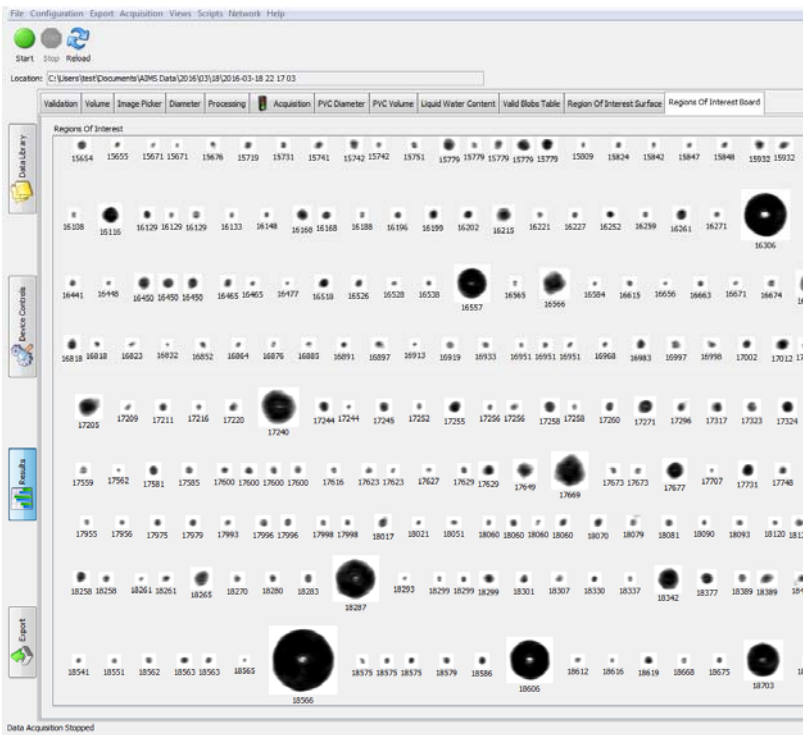 File Configuration Export Acquisition Views Scripts Network Help
Start Stop Reload
Location: C:\Users\test\Documents\AIMS Data\2016\03\18\2016-03-18 22 17 03
Validation Volume Image Picker Diameter Processing Acquisition PVC Diameter PVC Volume Liquid Water Content Valid Blobs Table Region Of Interest Surface Regions Of Interest Board
Data Library
Device Controls
Results
Export
Regions Of Interest
15654 15655 15671 15671 15676 15719 15731 15741 15742 15742 15751 15779 15779 15779 15779 15779 15809 15824 15842 15847 15848 15932 15932
16108 16116 16129 16129 16129 16133 16148 16168 16168 16188 16196 16199 16202 16215 16221 16227 16252 16259 16261 16271 16306
16441 16448 16450 16450 16450 16465 16465 16477 16518 16526 16528 16538 16557 16565 16566 16584 16615 16656 16663 16671 16674
16818 16818 16823 16832 16852 16864 16876 16885 16891 16897 16913 16919 16933 16951 16951 16951 16968 16983 16997 16998 17002 17012
17205 17209 17211 17216 17220 17240 17244 17244 17245 17252 17255 17256 17256 17258 17258 17260 17271 17296 17317 17323 17324
17559 17562 17581 17585 17600 17600 17600 17600 17616 17623 17623 17627 17629 17629 17649 17669 17673 17673 17677 17707 17731 17748
17955 17956 17975 17979 17993 17996 17996 17998 17998 18017 18021 18051 18060 18060 18060 18060 18070 18079 18081 18090 18093 18120
18258 18258 18261 18261 18265 18270 18280 18283 18287 18293 18299 18299 18299 18301 18307 18330 18337 18342 18377 18389 18389
18541 18551 18562 18563 18563 18565 18566 18575 18575 18575 18579 18586 18606 18612 18616 18619 18668 18675 18703
Data Acquisition Stopped